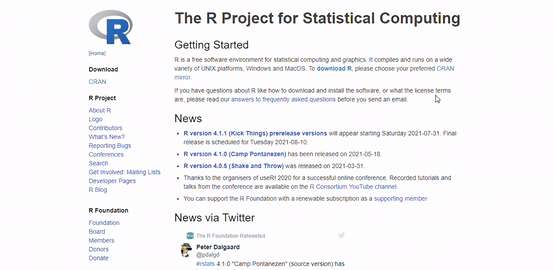 R
[Home]
Download
CRAN
R Project
About R
Logo
Contributors
What's New?
Reporting Bugs
Conferences
Search
Get Involved: Mailing Lists
Developer Pages
R Blog
R Foundation
Foundation
Board
Members
Donors
Donate
The R Project for Statistical Computing
Getting Started
R is a free software environment for statistical computing and graphics. It compiles and runs on a wide
variety of UNIX platforms, Windows and MacOS. To download R, please choose your preferred CRAN
mirror.
If you have questions about R like how to download and install the software, or what the license terms
are, please read our answers to frequently asked questions before you send an email.
News
R version 4.1.1 (Kick Things) prerelease versions will appear starting Saturday 2021-07-31. Final
release is scheduled for Tuesday 2021-08-10.
R version 4.1.0 (Camp Pontanezen) has been released on 2021-05-18.
R version 4.0.5 (Shake and Throw) was released on 2021-03-31.
Thanks to the organisers of useR! 2020 for a successful online conference. Recorded tutorials and
talks from the conference are available on the R Consortium YouTube channel.
You can support the R Foundation with a renewable subscription as a supporting member
News via Twitter
The R Foundation Retweeted
Peter Dalgaard
@pdalgd
#rstats 4.1.0 "Camp Pontanezen" (source version) has